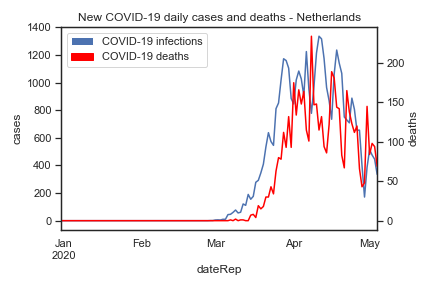 New COVID-19 daily cases and deaths - Netherlands
COVID-19 infections
COVID-19 deaths
1400
1200
1000
800
600
400
200
0
cases
200
150
100
50
0
deaths
Jan Feb Mar Apr May
2020
dateRep